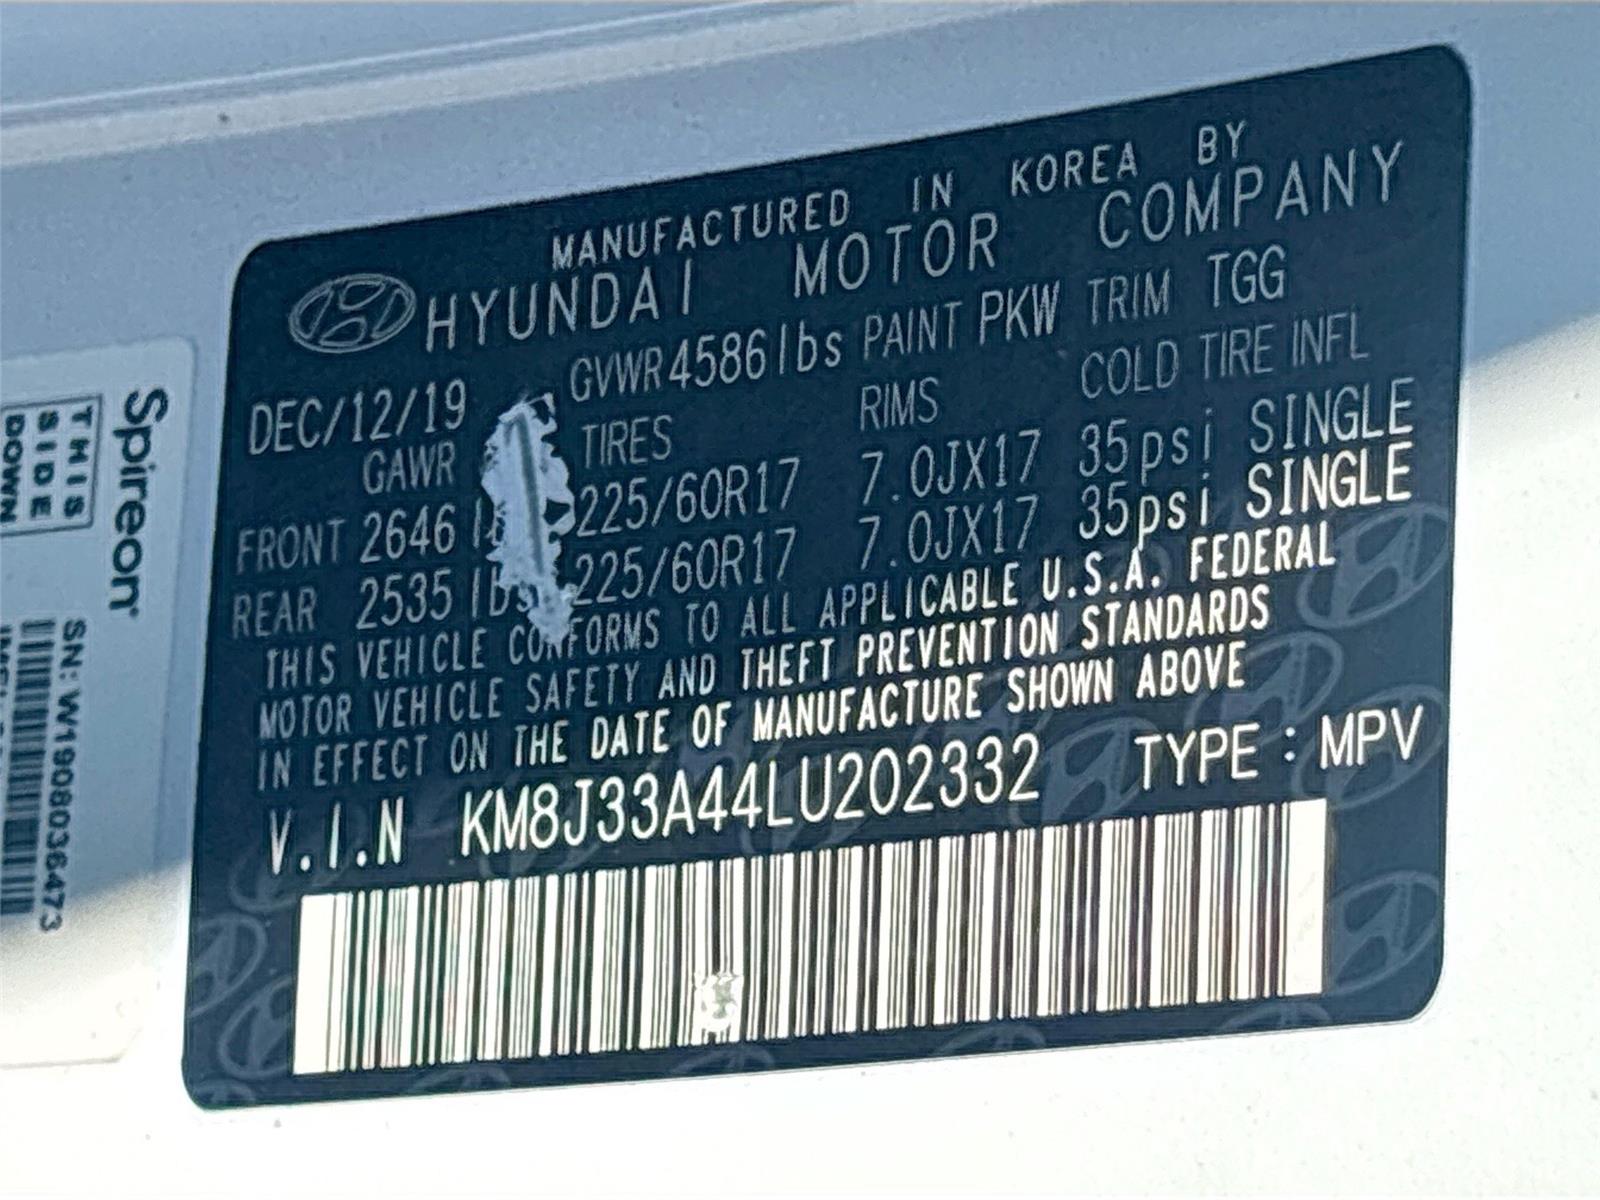 MANUFACTURED IN KOREA BY
HYUNDAI MOTOR COMPANY
DEC/12/19 GVWR 4586 lbs PAINT PKW TRIM TGG
GAWR TIRES RIMS COLD TIRE INFL
FRONT 2646 225/60R17 7.0JX17 35psi SINGLE
REAR 2535 lbs 225/60R17 7.0JX17 35psi SINGLE
THIS VEHICLE CONFORMS TO ALL APPLICABLE U.S.A. FEDERAL
MOTOR VEHICLE SAFETY AND THEFT PREVENTION STANDARDS
IN EFFECT ON THE DATE OF MANUFACTURE SHOWN ABOVE
V.I.N KM8J33A44LU202332 TYPE : MPV
Spireon
THIS
SIDE
DOWN
SN: W1908036473